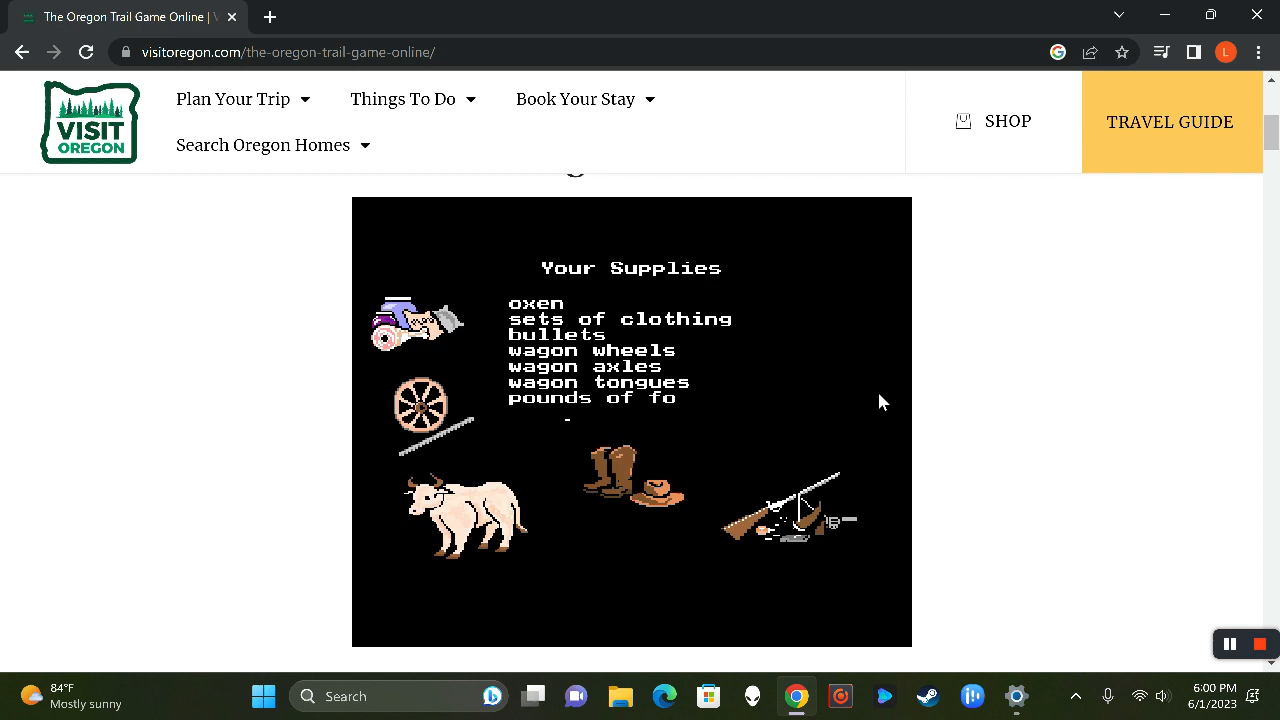 The Oregon Trail Game Online | V
visitoregon.com/the-oregon-trail-game-online/
L
VISIT
OREGON
Plan Your Trip
Things To Do
Book Your Stay
Search Oregon Homes
SHOP
TRAVEL GUIDE
Your Supplies
oxen
sets of clothing
bullets
wagon wheels
wagon axles
wagon tongues
pounds of fo
84°F
Mostly sunny
Search
6:00 PM
6/1/2023